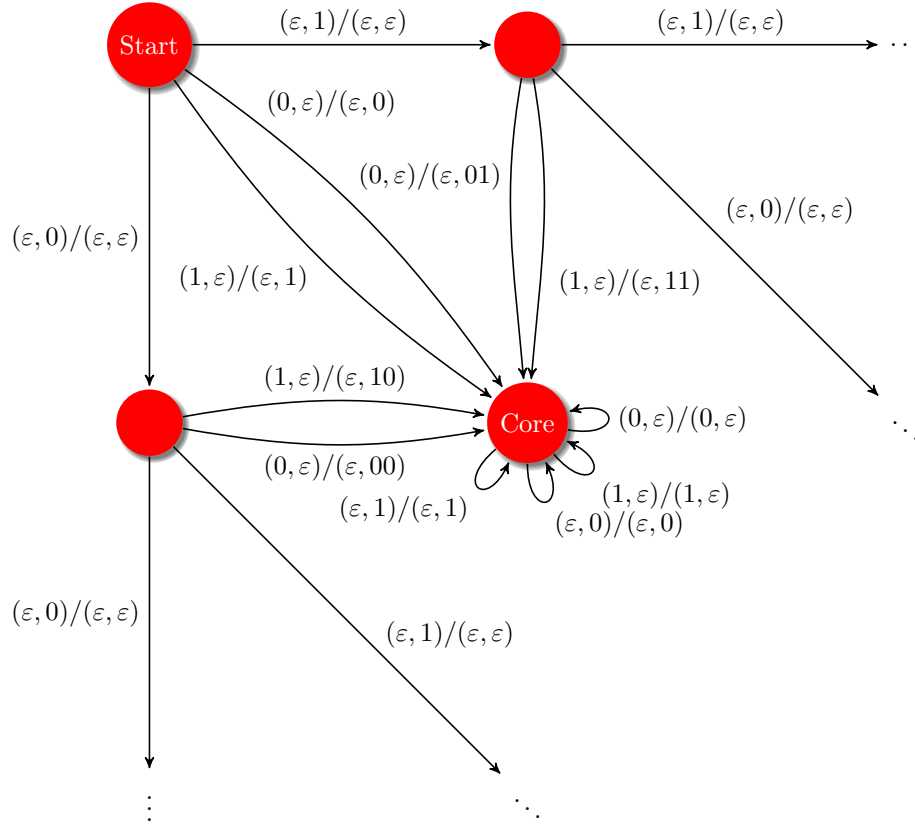 (ε, 1)/(ε, ε)
(ε, 1)/(ε, ε)
Start
(0, ε)/(ε, 0)
(0, ε)/(ε, 01)
(ε, 0)/(ε, ε)
(ε, 0)/(ε, ε)
(1, ε)/(ε, 1)
(1, ε)/(ε, 11)
(1, ε)/(ε, 10)
Core
(0, ε)/(0, ε)
(0, ε)/(ε, 00)
(ε, 1)/(ε, 1)
(1, ε)/(1, ε)
(ε, 0)/(ε, 0)
(ε, 0)/(ε, ε)
(ε, 1)/(ε, ε)